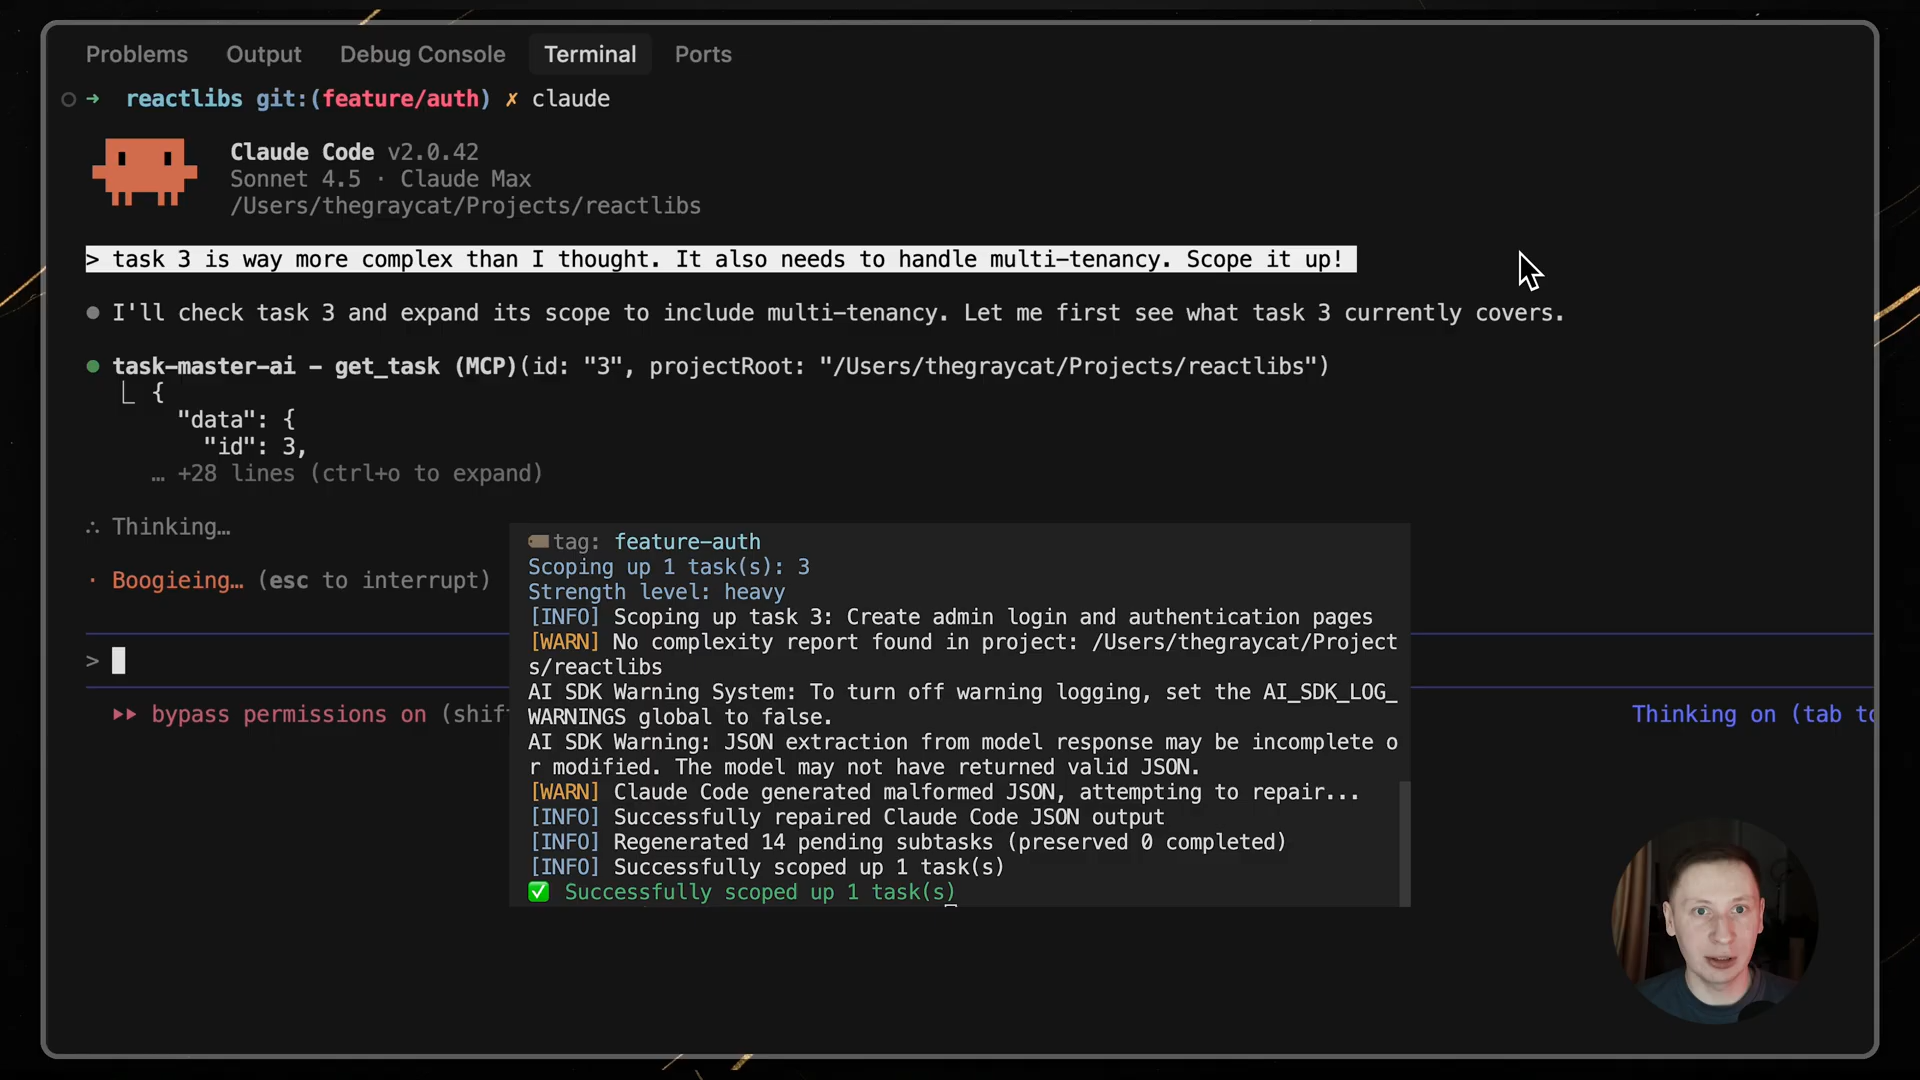 Problems Output Debug Console Terminal Ports
➜ reactlibs git:(feature/auth) ✗ claude
Claude Code v2.0.42
Sonnet 4.5 · Claude Max
/Users/thegraycat/Projects/reactlibs
> task 3 is way more complex than I thought. It also needs to handle multi-tenancy. Scope it up!
● I'll check task 3 and expand its scope to include multi-tenancy. Let me first see what task 3 currently covers.
● task-master-ai - get_task (MCP)(id: "3", projectRoot: "/Users/thegraycat/Projects/reactlibs")
⎿ {
"data": {
"id": 3,
… +28 lines (ctrl+o to expand)
∴ Thinking…
· Boogieing… (esc to interrupt)
>
⏵⏵ bypass permissions on (shif
Thinking on (tab to
tag: feature-auth
Scoping up 1 task(s): 3
Strength level: heavy
[INFO] Scoping up task 3: Create admin login and authentication pages
[WARN] No complexity report found in project: /Users/thegraycat/Project
s/reactlibs
AI SDK Warning System: To turn off warning logging, set the AI_SDK_LOG_
WARNINGS global to false.
AI SDK Warning: JSON extraction from model response may be incomplete o
r modified. The model may not have returned valid JSON.
[WARN] Claude Code generated malformed JSON, attempting to repair...
[INFO] Successfully repaired Claude Code JSON output
[INFO] Regenerated 14 pending subtasks (preserved 0 completed)
[INFO] Successfully scoped up 1 task(s)
✅ Successfully scoped up 1 task(s)